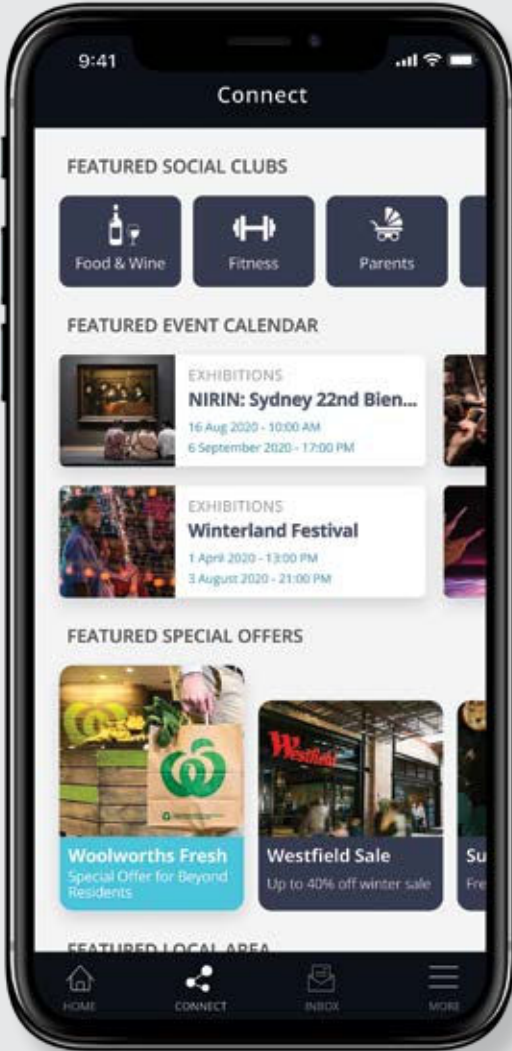 9:41
Connect
FEATURED SOCIAL CLUBS
Food & Wine
Fitness
Parents
FEATURED EVENT CALENDAR
EXHIBITIONS
NIRIN: Sydney 22nd Bien...
16 Aug 2020 - 10:00 AM
6 September 2020 - 17:00 PM
EXHIBITIONS
Winterland Festival
1 April 2020 - 13:00 PM
3 August 2020 - 21:00 PM
FEATURED SPECIAL OFFERS
Westfield
Woolworths Fresh
Special Offer for Beyond
Residents
Westfield Sale
Up to 40% off winter sale
Su
Fre
FEATURED LOCAL AREA
HOME
CONNECT
INBOX
MORE